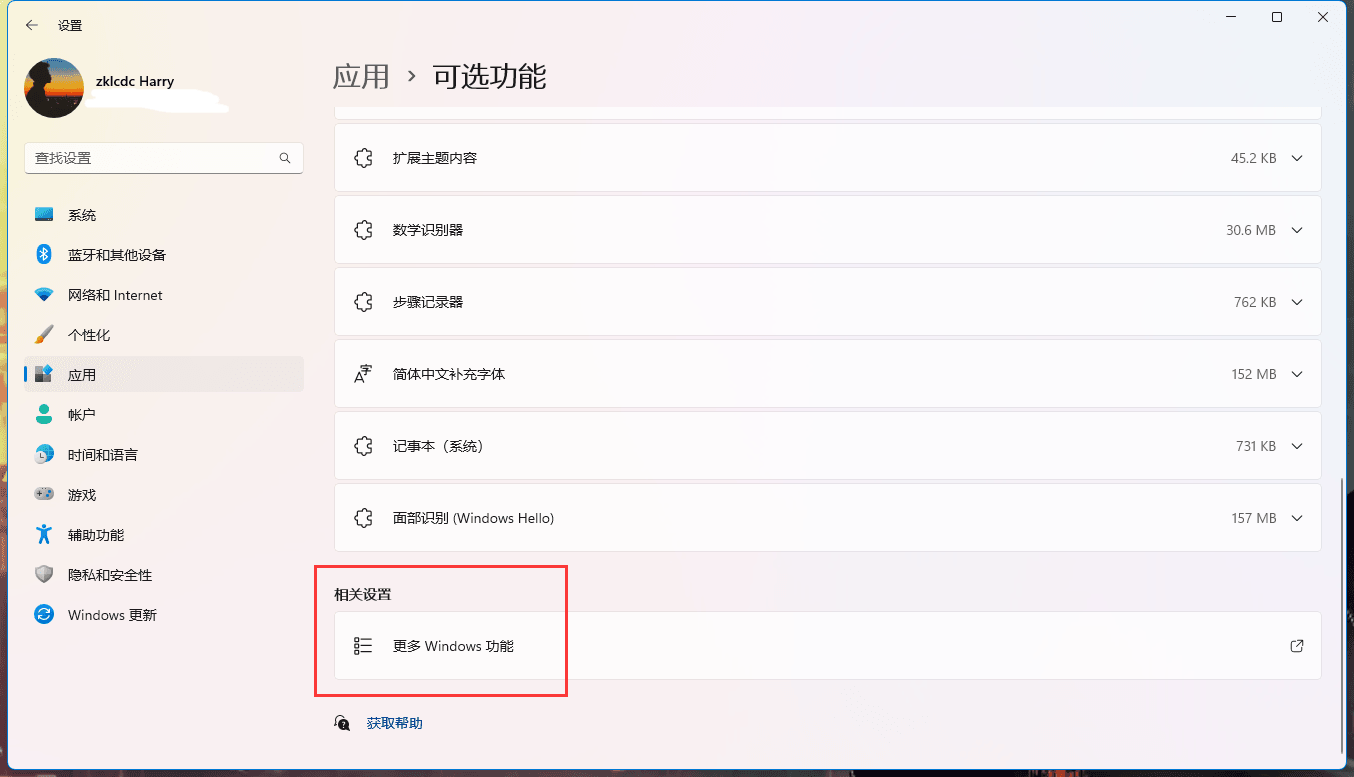 设置
zklcdc Harry
查找设置
系统
蓝牙和其他设备
网络和 Internet
个性化
应用
帐户
时间和语言
游戏
辅助功能
隐私和安全性
Windows 更新
应用 › 可选功能
扩展主题内容 45.2 KB
数学识别器 30.6 MB
步骤记录器 762 KB
简体中文补充字体 152 MB
记事本（系统） 731 KB
面部识别 (Windows Hello) 157 MB
相关设置
更多 Windows 功能
获取帮助